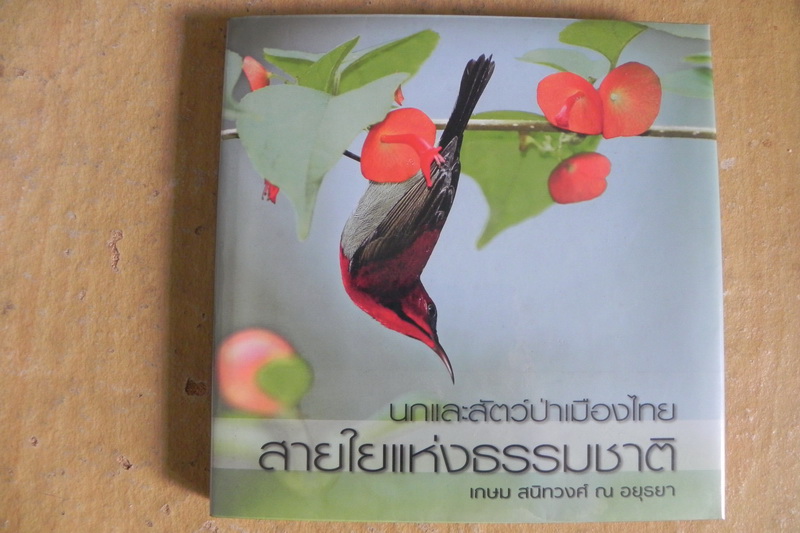 นกและสัตว์ป่าเมืองไทย
สายใยแห่งธรรมชาติ
เกษม สนิทวงศ์ ณ อยุธยา